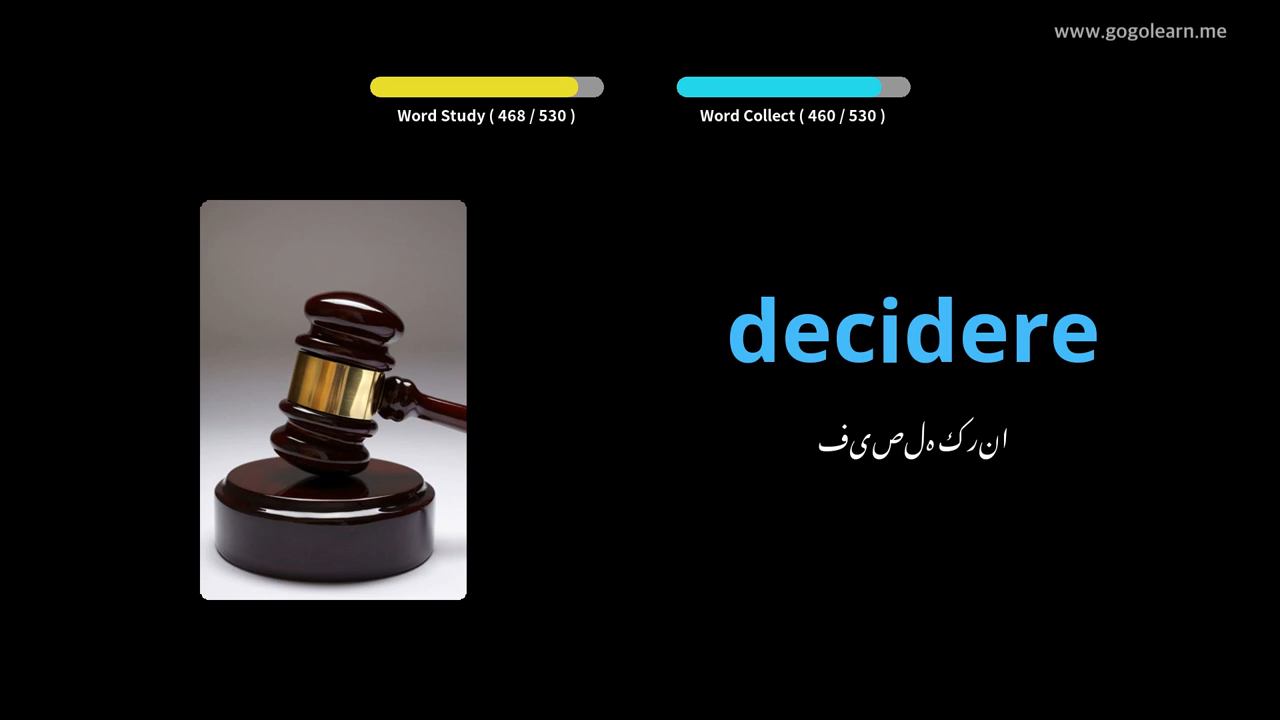 www.gogolearn.me
Word Study ( 468 / 530 )
Word Collect ( 460 / 530 )
decidere
فیصلہ کرنا